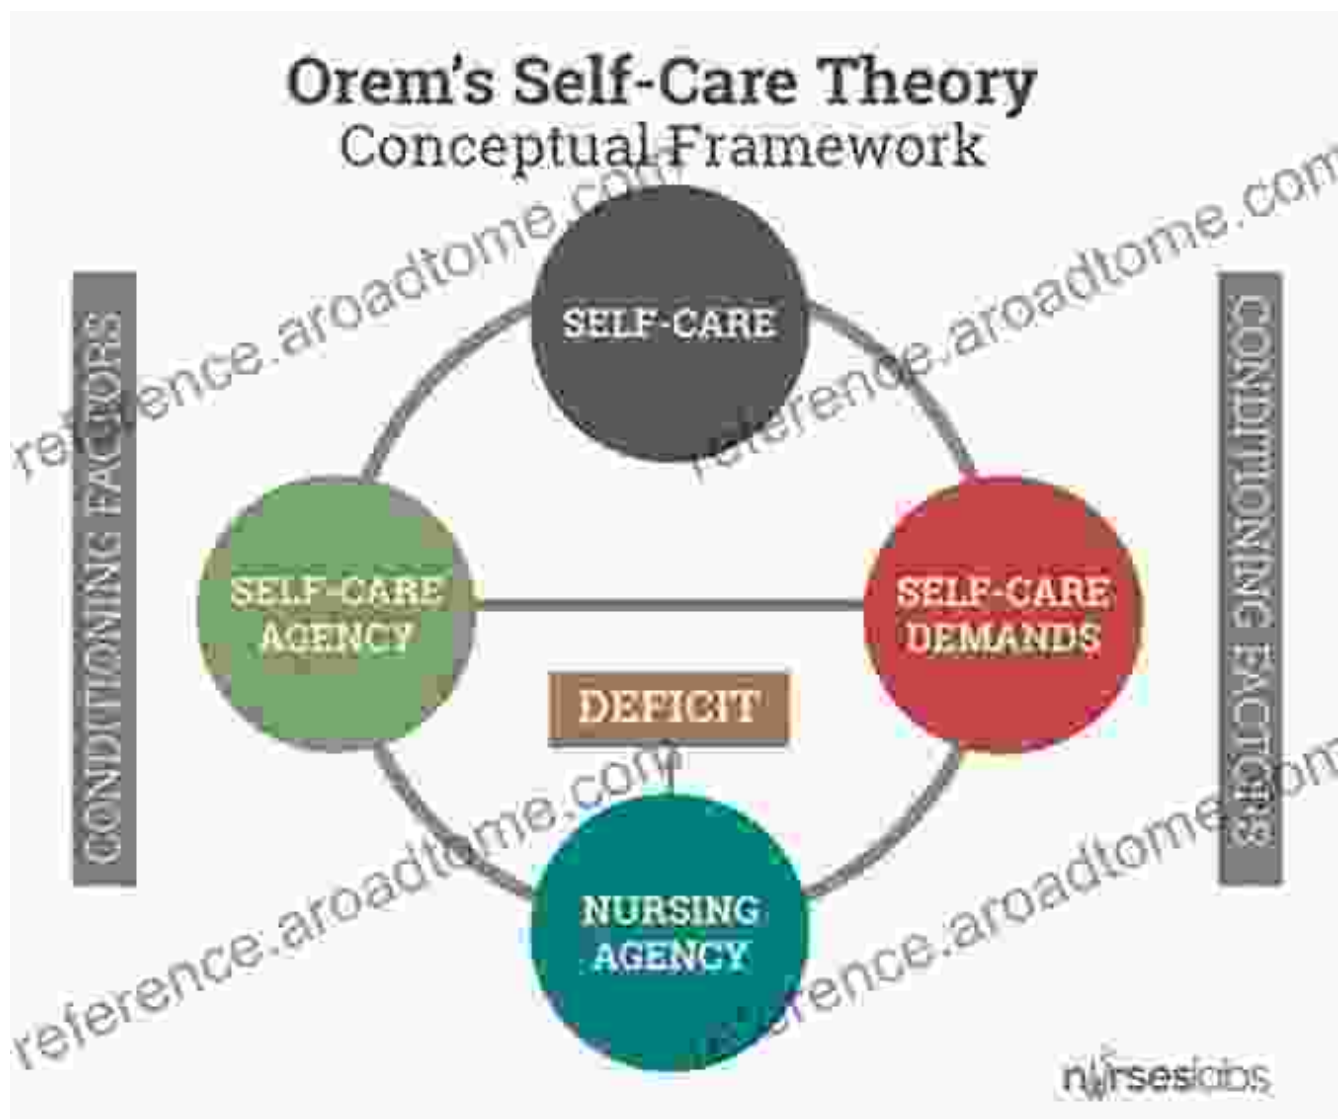 Orem's Self-Care Theory
Conceptual Framework
SELF-CARE
CONDITIONING FACTORS
CONDITIONING FACTORS
SELF-CARE
AGENCY
SELF-CARE
DEMANDS
DEFICIT
NURSING
AGENCY
reference.aroadtome.com
reference.aroadtome.com
reference.aroadtome.com
reference.aroadtome.com
nurseslabs